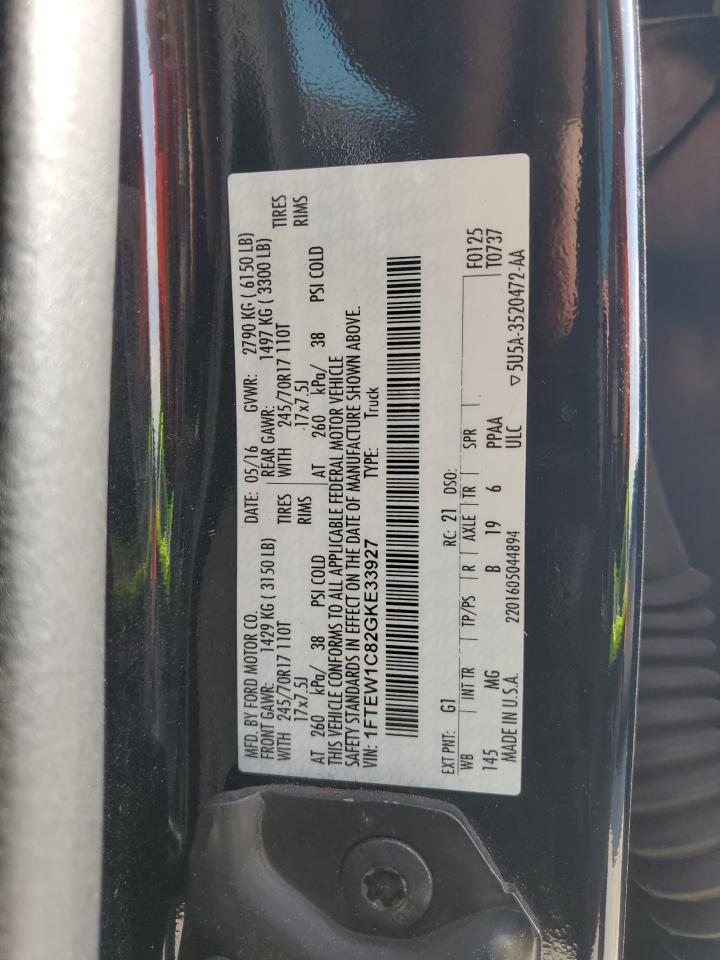 MFD. BY FORD MOTOR CO.
DATE: 05/16 GVWR: 2790 KG ( 6150 LB)
FRONT GAWR: 1429 KG ( 3150 LB) REAR GAWR: 1497 KG ( 3300 LB)
WITH 245/70R17 110T TIRES WITH 245/70R17 110T TIRES
17x7.5J RIMS 17x7.5J RIMS
AT 260 kPa/ 38 PSI COLD AT 260 kPa/ 38 PSI COLD
THIS VEHICLE CONFORMS TO ALL APPLICABLE FEDERAL MOTOR VEHICLE
SAFETY STANDARDS IN EFFECT ON THE DATE OF MANUFACTURE SHOWN ABOVE.
VIN: 1FTEW1C82GKE33927 TYPE: Truck
EXT PNT: G1 RC: 21 DSO: F0125
WB INT TR TP/PS R AXLE TR SPR T0737
145 MG B 19 6 PPAA
MADE IN U.S.A. 2201605044894 ULC ▽5U5A-3520472-AA